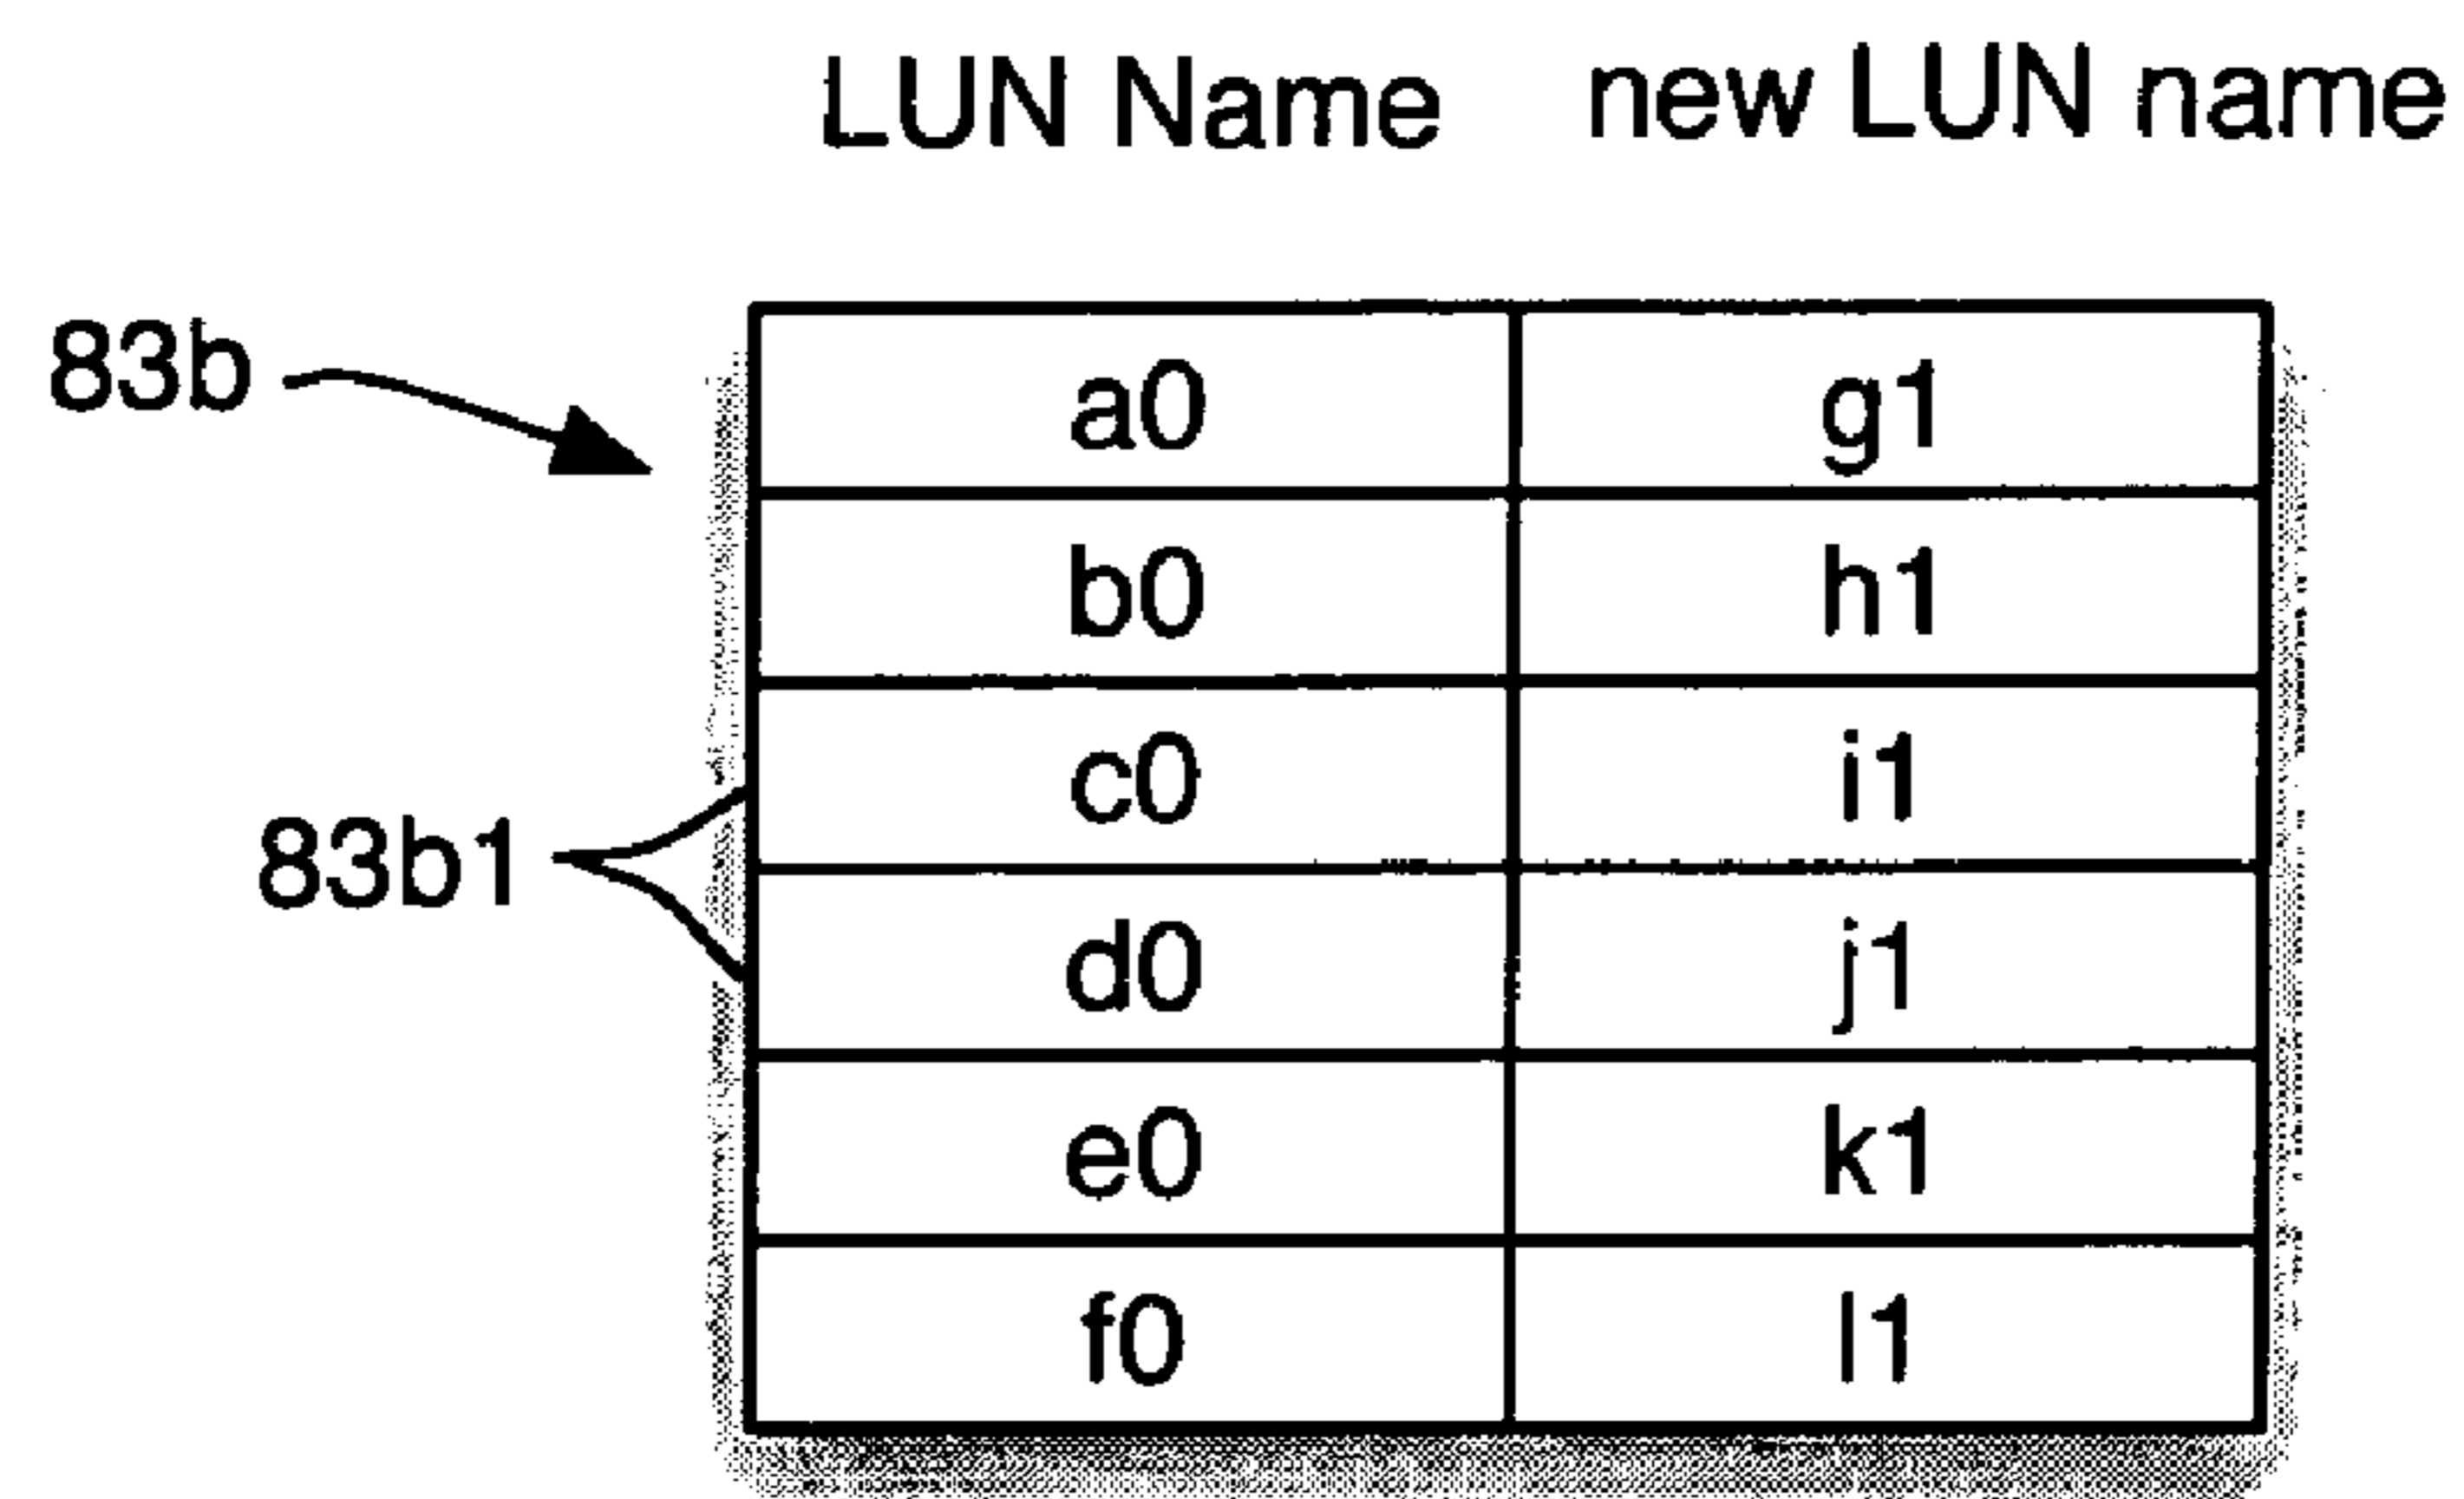 LUN Name new LUN name
83b
a0 g1
b0 h1
c0 i1
83b1
d0 j1
e0 k1
f0 l1